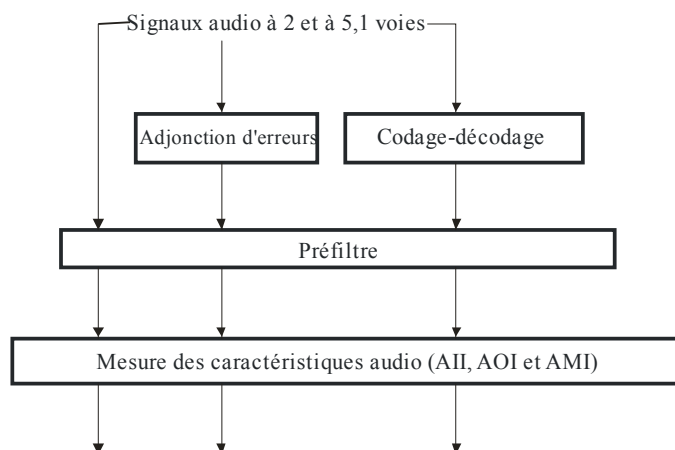 Signaux audio à 2 et à 5,1 voies
Adjonction d'erreurs
Codage-décodage
Préfiltre
Mesure des caractéristiques audio (AII, AOI et AMI)